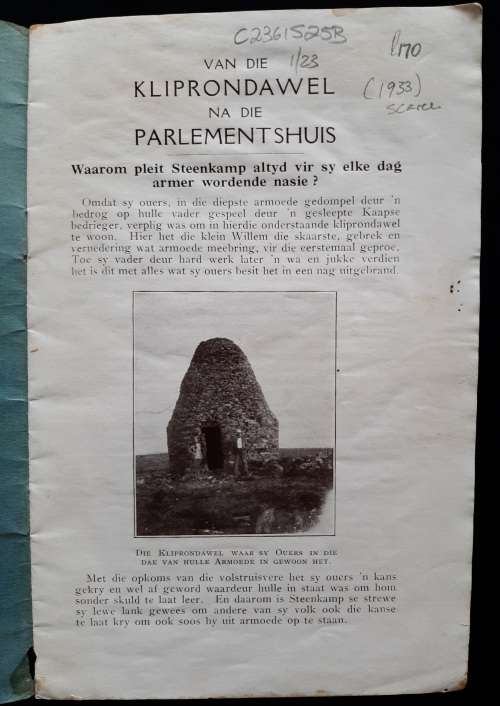 C2361525B
1/23
l170
(1933)
scarce
VAN DIE
KLIPRONDAWEL
NA DIE
PARLEMENTSHUIS
Waarom pleit Steenkamp altyd vir sy elke dag
armer wordende nasie ?
Omdat sy ouers, in die diepste armoede gedompel deur 'n
bedrog op hulle vader gespeel deur 'n geslepte Kaapse
bedrieger, verplig was om in hierdie onderstaande kliprondawel
te woon. Hier het die klein Willem die skaarste, gebrek en
vernedering wat armoede meebring, vir die eerstemaal geproe.
Toe sy vader deur hard werk later 'n wa en jukke verdien
het is dit met alles wat sy ouers besit het in een nag uitgebrand.
DIE KLIPRONDAWEL WAAR SY OUERS IN DIE
DAE VAN HULLE ARMOEDE IN GEWOON HET.
Met die opkoms van die volstruisvere het sy ouers 'n kans
gekry en wel af geword waardeur hulle in staat was om hom
sonder skuld te laat leer. En daarom is Steenkamp se strewe
sy lewe lank gewees om andere van sy volk ook die kanse
te laat kry om ook soos hy uit armoede op te staan.